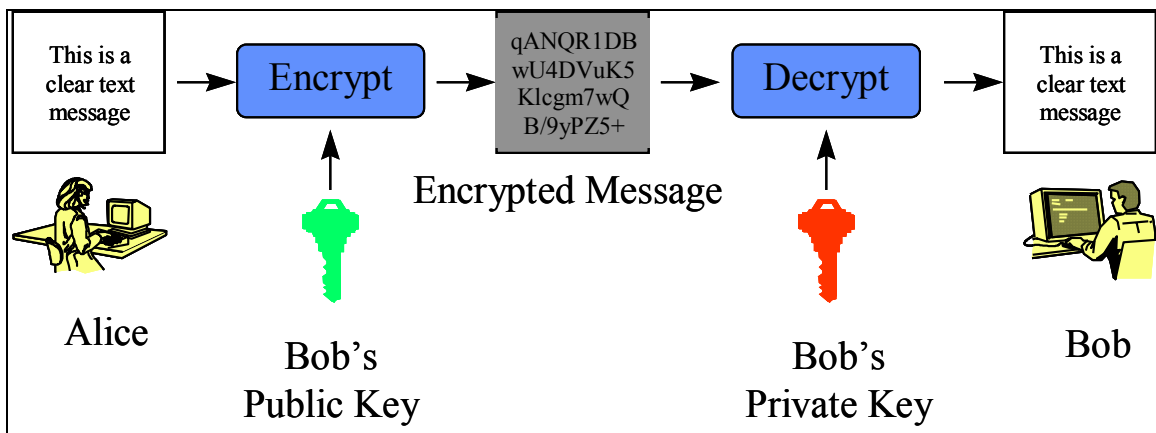 This is a
clear text
message
Encrypt
qANQR1DB
wU4DVuK5
Klcgm7wQ
B/9yPZ5+
Decrypt
This is a
clear text
message
Encrypted Message
Alice
Bob’s
Public Key
Bob’s
Private Key
Bob